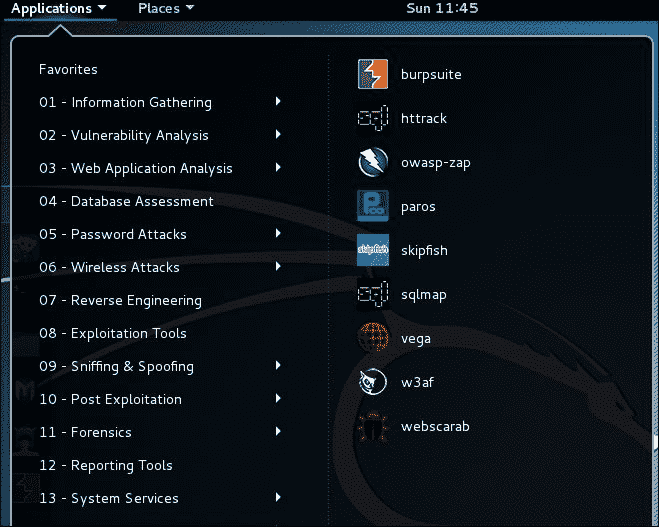 Applications Places Sun 11:45
Favorites
01 - Information Gathering
02 - Vulnerability Analysis
03 - Web Application Analysis
04 - Database Assessment
05 - Password Attacks
06 - Wireless Attacks
07 - Reverse Engineering
08 - Exploitation Tools
09 - Sniffing & Spoofing
10 - Post Exploitation
11 - Forensics
12 - Reporting Tools
13 - System Services
burpsuite
httrack
owasp-zap
paros
skipfish
skipfish
sqlmap
vega
w3af
webscarab